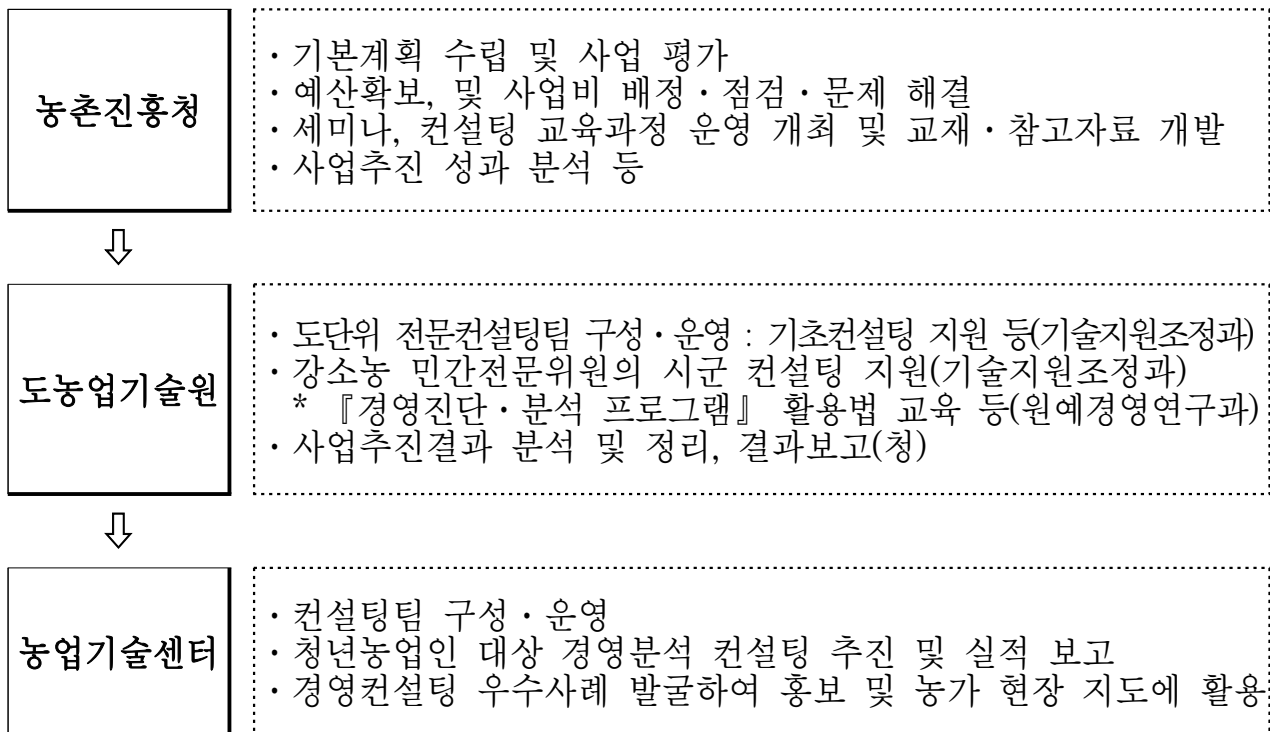 농촌진흥청
・기본계획 수립 및 사업 평가
・예산확보, 및 사업비 배정・점검・문제 해결
・세미나, 컨설팅 교육과정 운영 개최 및 교재・참고자료 개발
・사업추진 성과 분석 등
⇩
도농업기술원
・도단위 전문컨설팅팀 구성・운영 : 기초컨설팅 지원 등(기술지원조정과)
・강소농 민간전문위원의 시군 컨설팅 지원(기술지원조정과)
* 『경영진단・분석 프로그램』 활용법 교육 등(원예경영연구과)
・사업추진결과 분석 및 정리, 결과보고(청)
⇩
농업기술센터
・컨설팅팀 구성・운영
・청년농업인 대상 경영분석 컨설팅 추진 및 실적 보고
・경영컨설팅 우수사례 발굴하여 홍보 및 농가 현장 지도에 활용